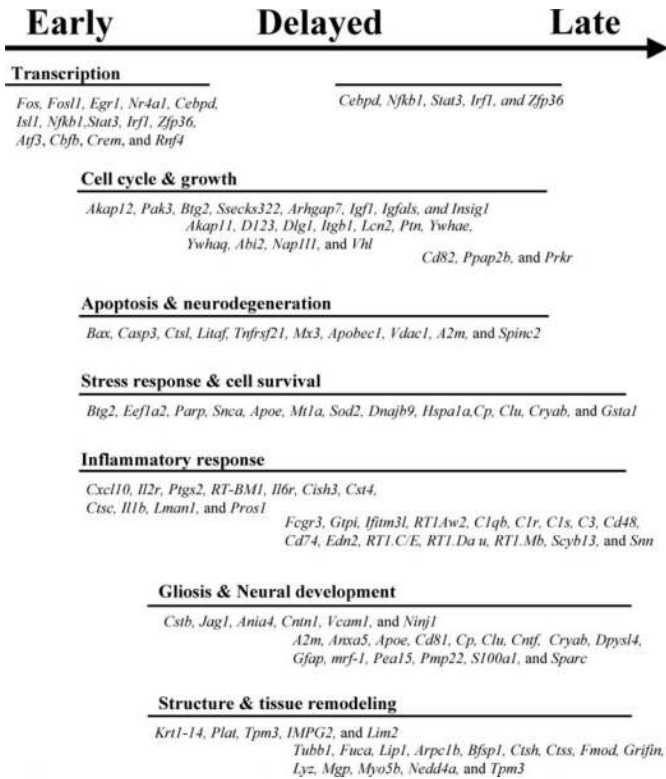 Early Delayed Late
Transcription
Fos, Fosl1, Egr1, Nr4a1, Cebpd,
Isl1, Nfkb1,Stat3, Irf1, Zfp36,
Atf3, Cbfb, Crem, and Rnf4
Cebpd, Nfkb1, Stat3, Irf1, and Zfp36
Cell cycle & growth
Akap12, Pak3, Btg2, Ssecks322, Arhgap7, Igf1, Igfals, and Insig1
Akap11, D123, Dlg1, Itgb1, Lcn2, Ptn, Ywhae,
Ywhaq, Abi2, Nap1l1, and Vhl
Cd82, Ppap2b, and Prkr
Apoptosis & neurodegeneration
Bax, Casp3, Ctsl, Litaf, Tnfrsf21, Mx3, Apobec1, Vdac1, A2m, and Spinc2
Stress response & cell survival
Btg2, Eef1a2, Parp, Snca, Apoe, Mt1a, Sod2, Dnajb9, Hspa1a,Cp, Clu, Cryab, and Gsta1
Inflammatory response
Cxcl10, Il2r, Ptgs2, RT-BM1, Il6r, Cish3, Cst4,
Ctsc, Il1b, Lman1, and Pros1
Fcgr3, Gtpi, Ifitm3l, RT1Aw2, C1qb, C1r, C1s, C3, Cd48,
Cd74, Edn2, RT1.C/E, RT1.Da u, RT1.Mb, Scyb13, and Snn
Gliosis & Neural development
Cstb, Jag1, Ania4, Cntn1, Vcam1, and Ninj1
A2m, Anxa5, Apoe, Cd81, Cp, Clu, Cntf, Cryab, Dpysl4,
Gfap, mrf-1, Pea15, Pmp22, S100a1, and Sparc
Structure & tissue remodeling
Krt1-14, Plat, Tpm3, IMPG2, and Lim2
Tubb1, Fuca, Lip1, Arpc1b, Bfsp1, Ctsh, Ctss, Fmod, Grifin,
Lyz, Mgp, Myo5b, Nedd4a, and Tpm3